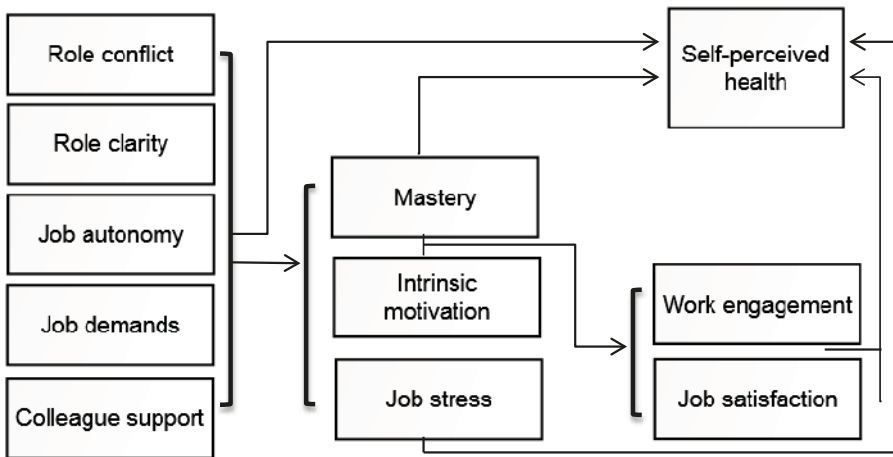 Role conflict
Role clarity
Job autonomy
Job demands
Colleague support
Mastery
Intrinsic
motivation
Job stress
Self-perceived
health
Work engagement
Job satisfaction